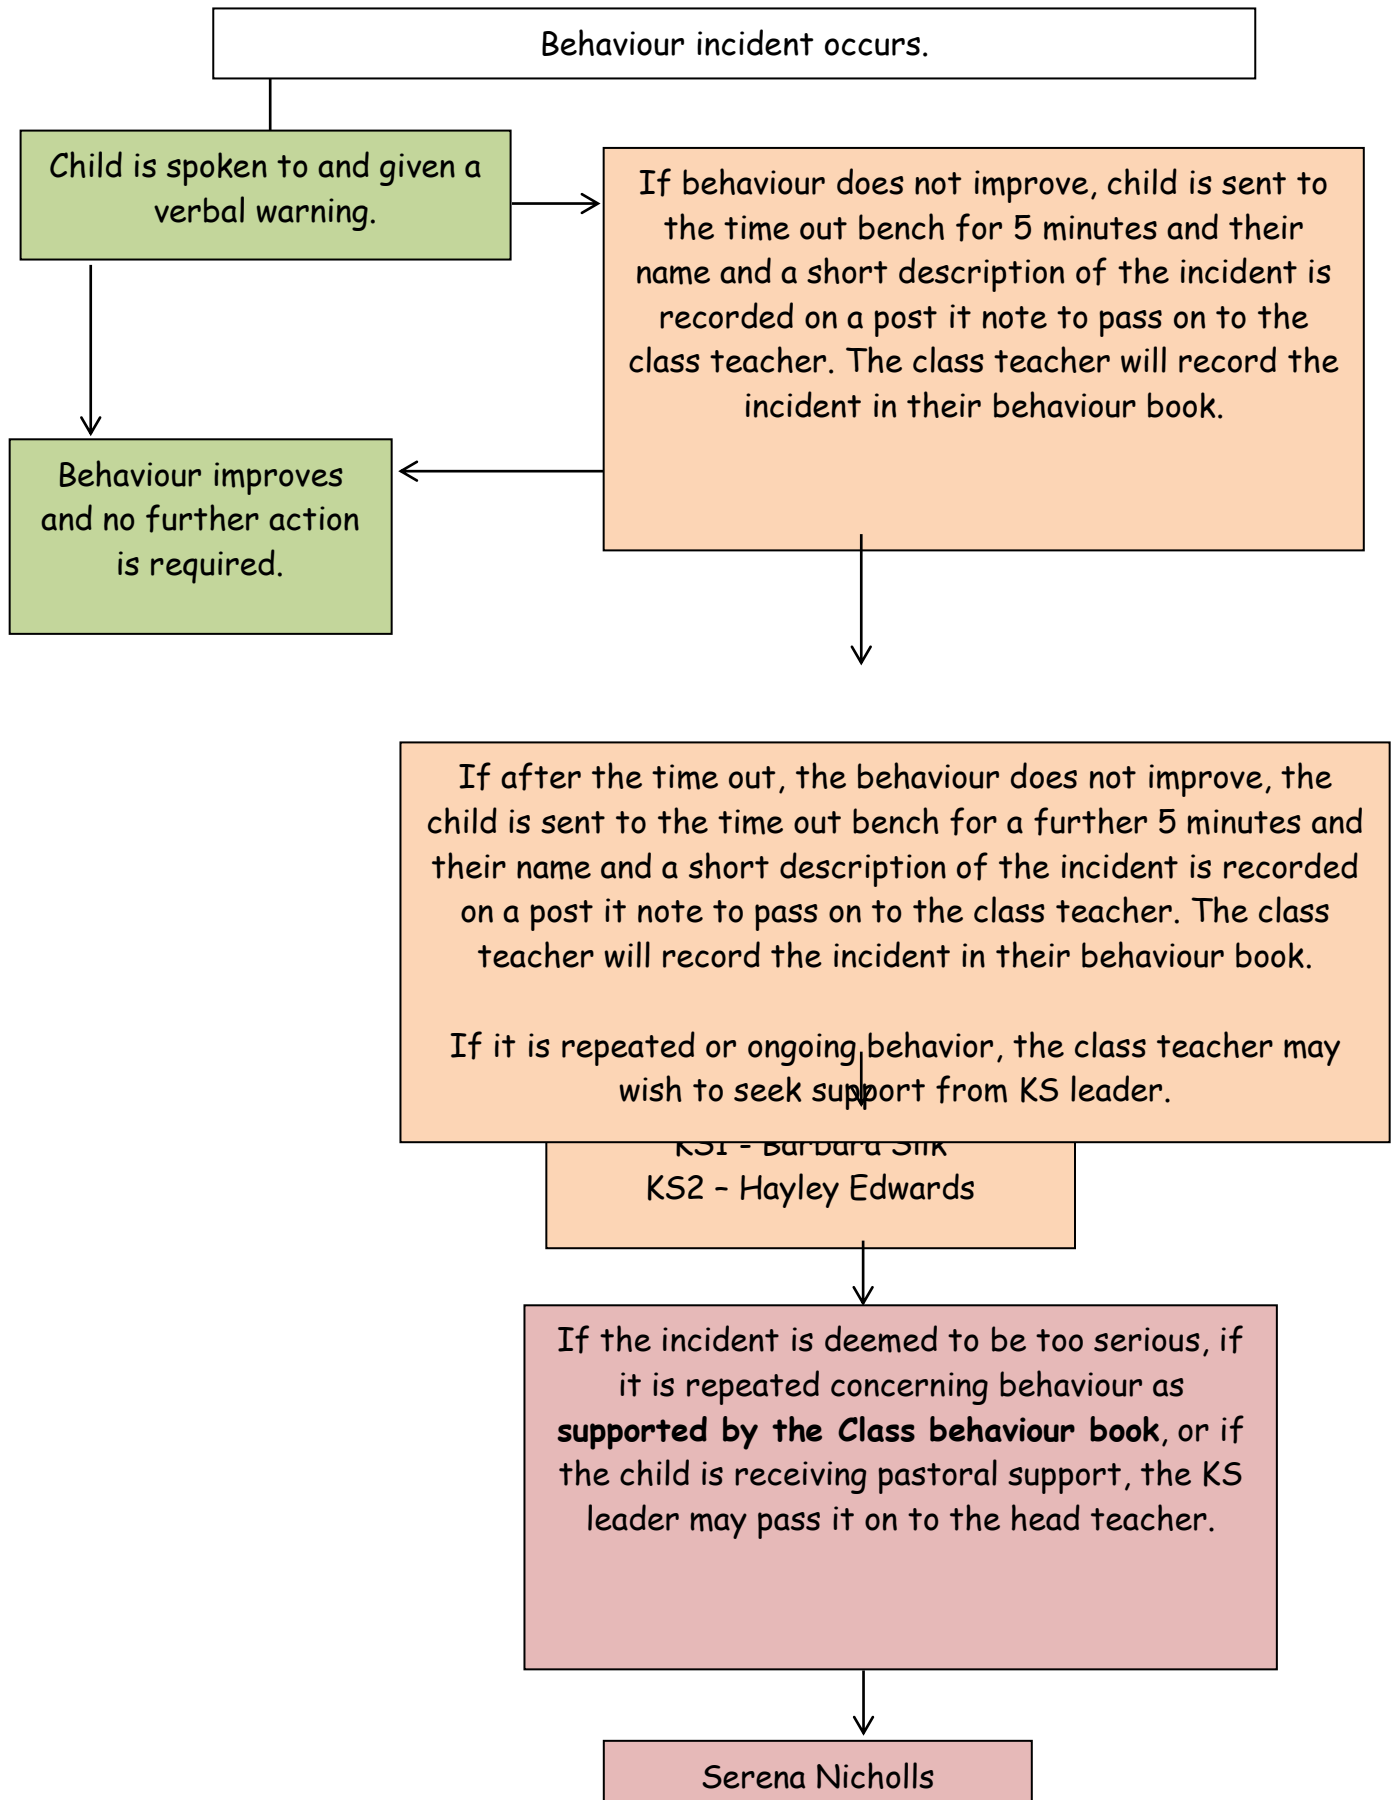 Behaviour incident occurs.
Child is spoken to and given a
verbal warning.
If behaviour does not improve, child is sent to
the time out bench for 5 minutes and their
name and a short description of the incident is
recorded on a post it note to pass on to the
class teacher. The class teacher will record the
incident in their behaviour book.
Behaviour improves
and no further action
is required.
If after the time out, the behaviour does not improve, the
child is sent to the time out bench for a further 5 minutes and
their name and a short description of the incident is recorded
on a post it note to pass on to the class teacher. The class
teacher will record the incident in their behaviour book.
If it is repeated or ongoing behavior, the class teacher may
wish to seek support from KS leader.
KS1 - Barbara Silk
KS2 – Hayley Edwards
If the incident is deemed to be too serious, if
it is repeated concerning behaviour as
supported by the Class behaviour book, or if
the child is receiving pastoral support, the KS
leader may pass it on to the head teacher.
Serena Nicholls